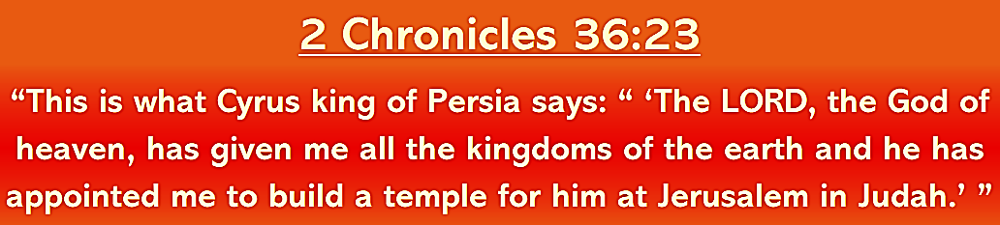 2 Chronicles 36:23
“This is what Cyrus king of Persia says: “ ‘The LORD, the God of
heaven, has given me all the kingdoms of the earth and he has
appointed me to build a temple for him at Jerusalem in Judah.’ ”